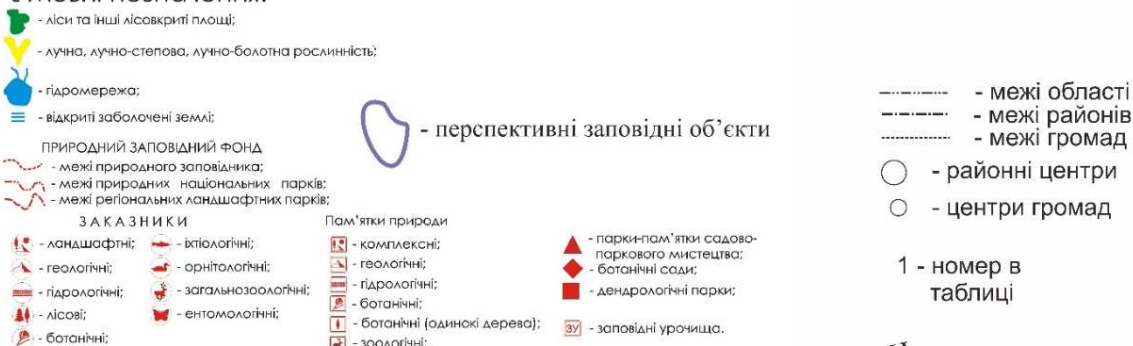 - ліси та інші лісовкриті площі;
- лучна, лучно-степова, лучно-болотна рослинність;
- гідромережа;
- відкриті заболочені землі;
- перспективні заповідні об’єкти
ПРИРОДНИЙ ЗАПОВІДНИЙ ФОНД
- межі природного заповідника;
- межі природних національних парків;
- межі регіональних ландшафтних парків;
ЗАКАЗНИКИ
- ландшафтні;
- геологічні;
- гідрологічні;
- лісові;
- ботанічні;
- іхтіологічні;
- орнітологічні;
- загальнозоологічні;
- ентомологічні;
Пам’ятки природи
- комплексні;
- геологічні;
- гідрологічні;
- ботанічні;
- ботанічні (одинокі дерева);
- зоологічні;
- парки-пам’ятки садово-
паркового мистецтва;
- ботанічні сади;
- дендрологічні парки;
ЗУ - заповідні урочища.
- межі області
- межі районів
- межі громад
- районні центри
- центри громад
1 - номер в
таблиці